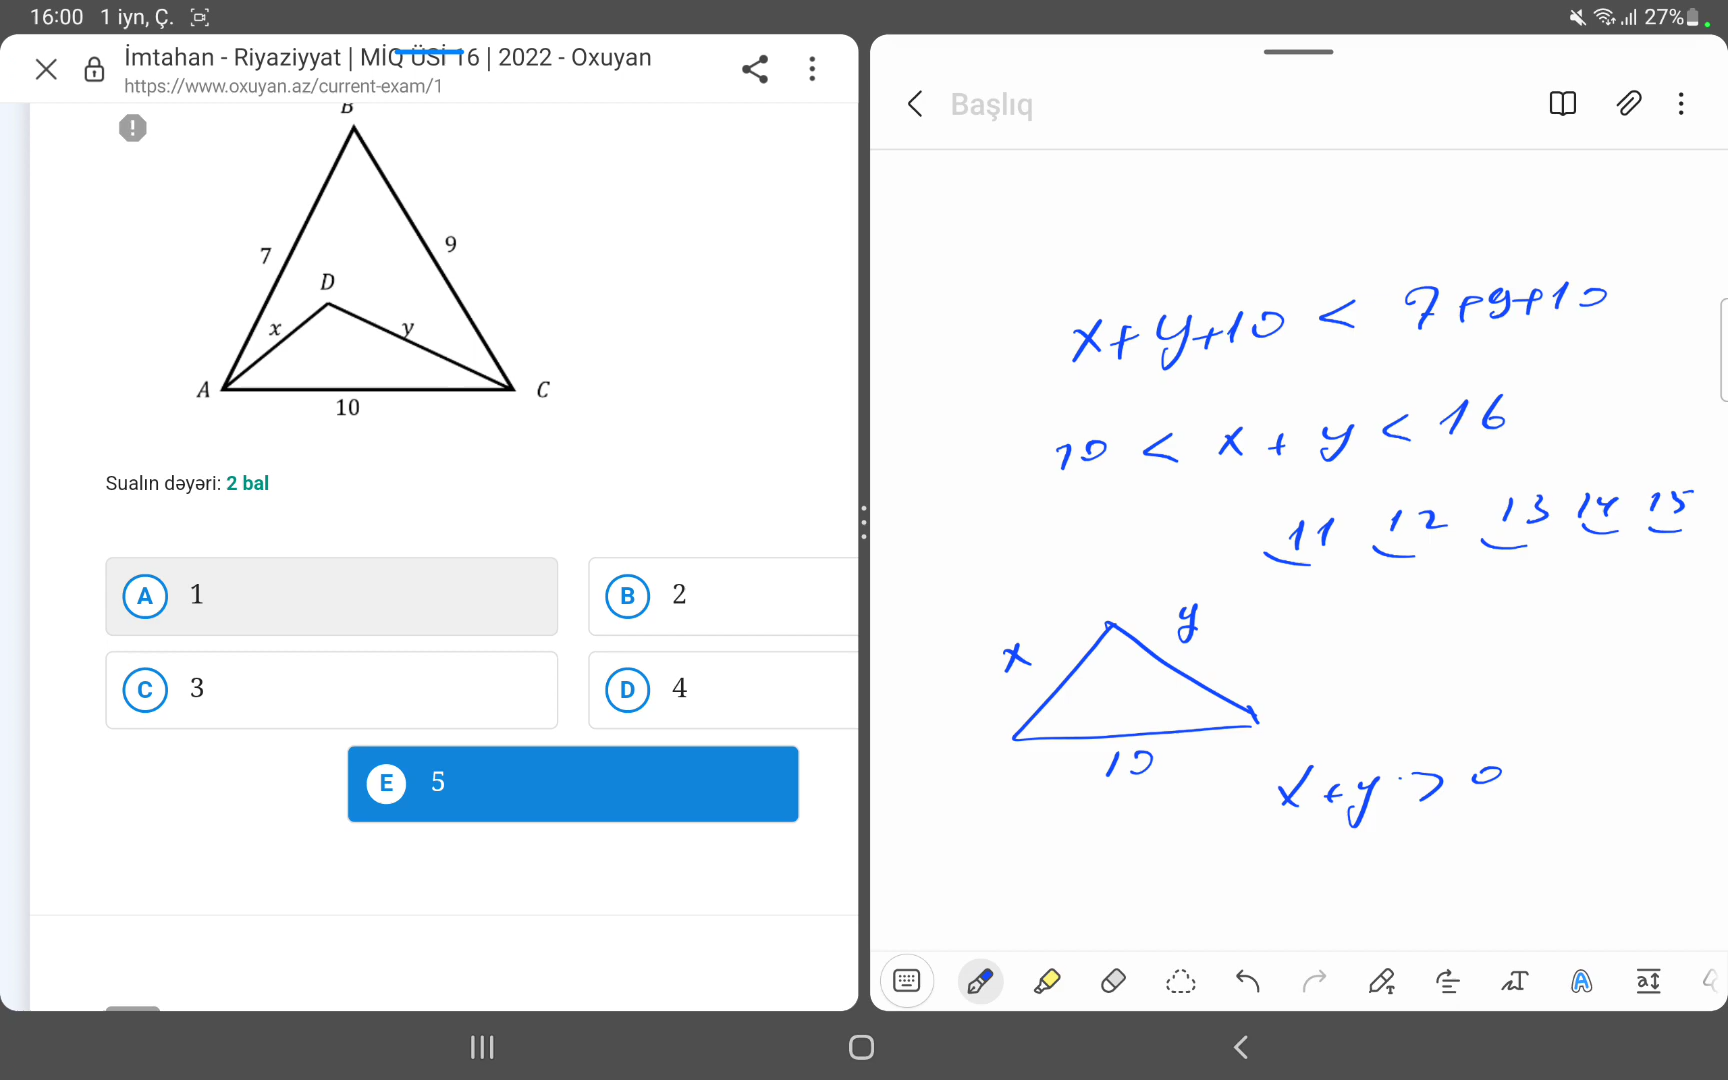 16:00 1 iyn, Ç.
27%
İmtahan - Riyaziyyat | MİQ ÜSİ 16 | 2022 - Oxuyan
https://www.oxuyan.az/current-exam/1
B
7
9
D
x
y
A
C
10
Sualın dəyəri: 2 bal
A 1
B 2
C 3
D 4
E 5
Başlıq
x+y+10 < 7+9+10
10 < x + y < 16
11 12 13 14 15
y
x
10
x+y > 0